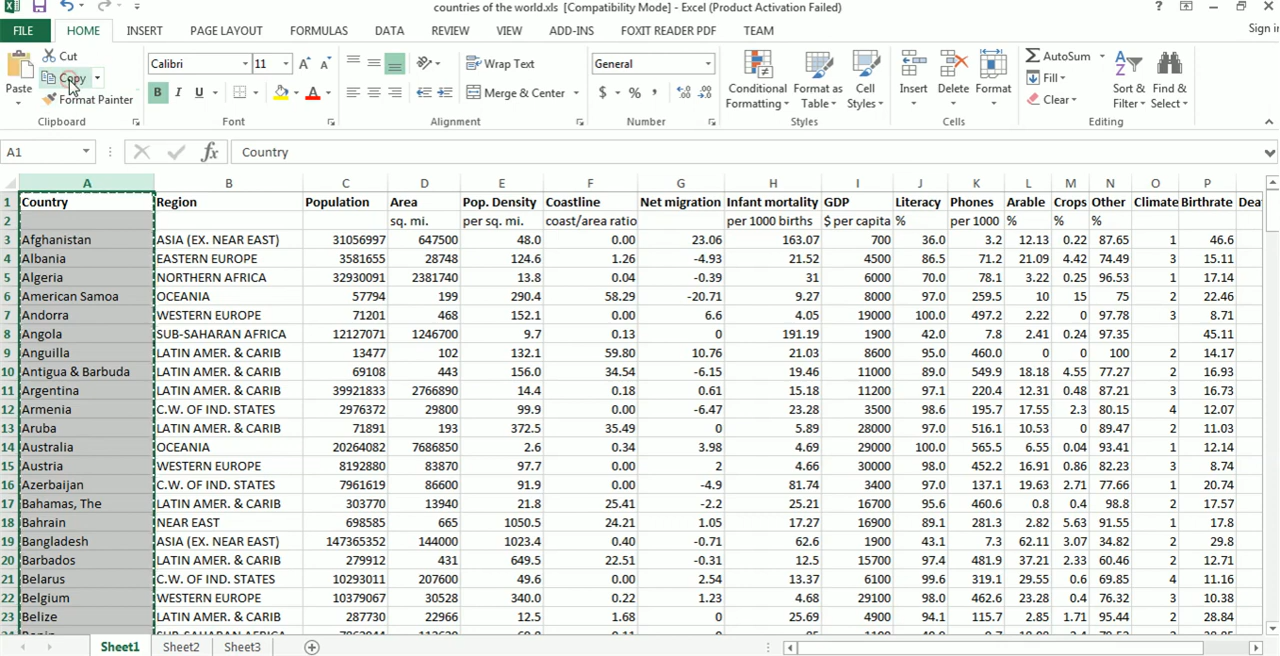 countries of the world.xls [Compatibility Mode] - Excel (Product Activation Failed)
FILE HOME INSERT PAGE LAYOUT FORMULAS DATA REVIEW VIEW ADD-INS FOXIT READER PDF TEAM Sign in
Paste Cut Copy Format Painter Clipboard
Calibri 11 B I U Font
Wrap Text Merge & Center Alignment
General $ % , Number
Conditional Formatting Format as Table Cell Styles Styles
Insert Delete Format Cells
AutoSum Fill Clear Sort & Filter Find & Select Editing
A1 fx Country
A B C D E F G H I J K L M N O P
1 Country Region Population Area Pop. Density Coastline Net migration Infant mortality GDP Literacy Phones Arable Crops Other Climate Birthrate Dea
2 sq. mi. per sq. mi. coast/area ratio per 1000 births $ per capita % per 1000 % % %
3 Afghanistan ASIA (EX. NEAR EAST) 31056997 647500 48.0 0.00 23.06 163.07 700 36.0 3.2 12.13 0.22 87.65 1 46.6
4 Albania EASTERN EUROPE 3581655 28748 124.6 1.26 -4.93 21.52 4500 86.5 71.2 21.09 4.42 74.49 3 15.11
5 Algeria NORTHERN AFRICA 32930091 2381740 13.8 0.04 -0.39 31 6000 70.0 78.1 3.22 0.25 96.53 1 17.14
6 American Samoa OCEANIA 57794 199 290.4 58.29 -20.71 9.27 8000 97.0 259.5 10 15 75 2 22.46
7 Andorra WESTERN EUROPE 71201 468 152.1 0.00 6.6 4.05 19000 100.0 497.2 2.22 0 97.78 3 8.71
8 Angola SUB-SAHARAN AFRICA 12127071 1246700 9.7 0.13 0 191.19 1900 42.0 7.8 2.41 0.24 97.35 45.11
9 Anguilla LATIN AMER. & CARIB 13477 102 132.1 59.80 10.76 21.03 8600 95.0 460.0 0 0 100 2 14.17
10 Antigua & Barbuda LATIN AMER. & CARIB 69108 443 156.0 34.54 -6.15 19.46 11000 89.0 549.9 18.18 4.55 77.27 2 16.93
11 Argentina LATIN AMER. & CARIB 39921833 2766890 14.4 0.18 0.61 15.18 11200 97.1 220.4 12.31 0.48 87.21 3 16.73
12 Armenia C.W. OF IND. STATES 2976372 29800 99.9 0.00 -6.47 23.28 3500 98.6 195.7 17.55 2.3 80.15 4 12.07
13 Aruba LATIN AMER. & CARIB 71891 193 372.5 35.49 0 5.89 28000 97.0 516.1 10.53 0 89.47 2 11.03
14 Australia OCEANIA 20264082 7686850 2.6 0.34 3.98 4.69 29000 100.0 565.5 6.55 0.04 93.41 1 12.14
15 Austria WESTERN EUROPE 8192880 83870 97.7 0.00 2 4.66 30000 98.0 452.2 16.91 0.86 82.23 3 8.74
16 Azerbaijan C.W. OF IND. STATES 7961619 86600 91.9 0.00 -4.9 81.74 3400 97.0 137.1 19.63 2.71 77.66 1 20.74
17 Bahamas, The LATIN AMER. & CARIB 303770 13940 21.8 25.41 -2.2 25.21 16700 95.6 460.6 0.8 0.4 98.8 2 17.57
18 Bahrain NEAR EAST 698585 665 1050.5 24.21 1.05 17.27 16900 89.1 281.3 2.82 5.63 91.55 1 17.8
19 Bangladesh ASIA (EX. NEAR EAST) 147365352 144000 1023.4 0.40 -0.71 62.6 1900 43.1 7.3 62.11 3.07 34.82 2 29.8
20 Barbados LATIN AMER. & CARIB 279912 431 649.5 22.51 -0.31 12.5 15700 97.4 481.9 37.21 2.33 60.46 2 12.71
21 Belarus C.W. OF IND. STATES 10293011 207600 49.6 0.00 2.54 13.37 6100 99.6 319.1 29.55 0.6 69.85 4 11.16
22 Belgium WESTERN EUROPE 10379067 30528 340.0 0.22 1.23 4.68 29100 98.0 462.6 23.28 0.4 76.32 3 10.38
23 Belize LATIN AMER. & CARIB 287730 22966 12.5 1.68 0 25.69 4900 94.1 115.7 2.85 1.71 95.44 2 28.84
Sheet1 Sheet2 Sheet3